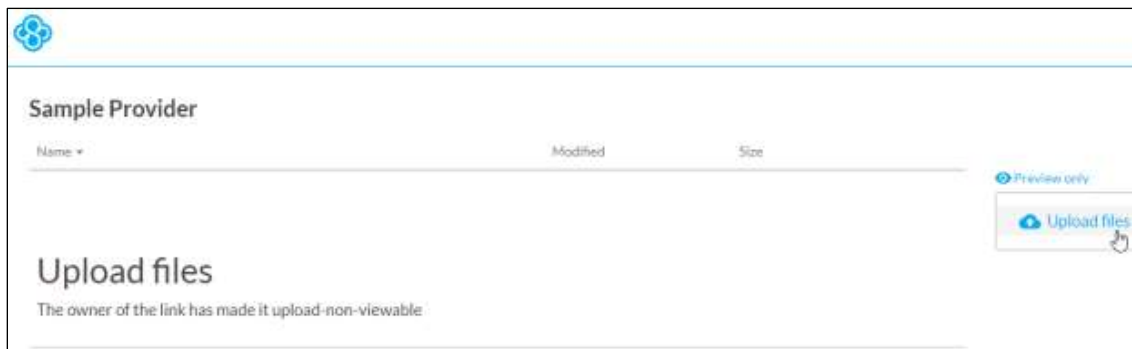 Sample Provider
Name Modified Size
Preview only
Upload files
Upload files
The owner of the link has made it upload-non-viewable